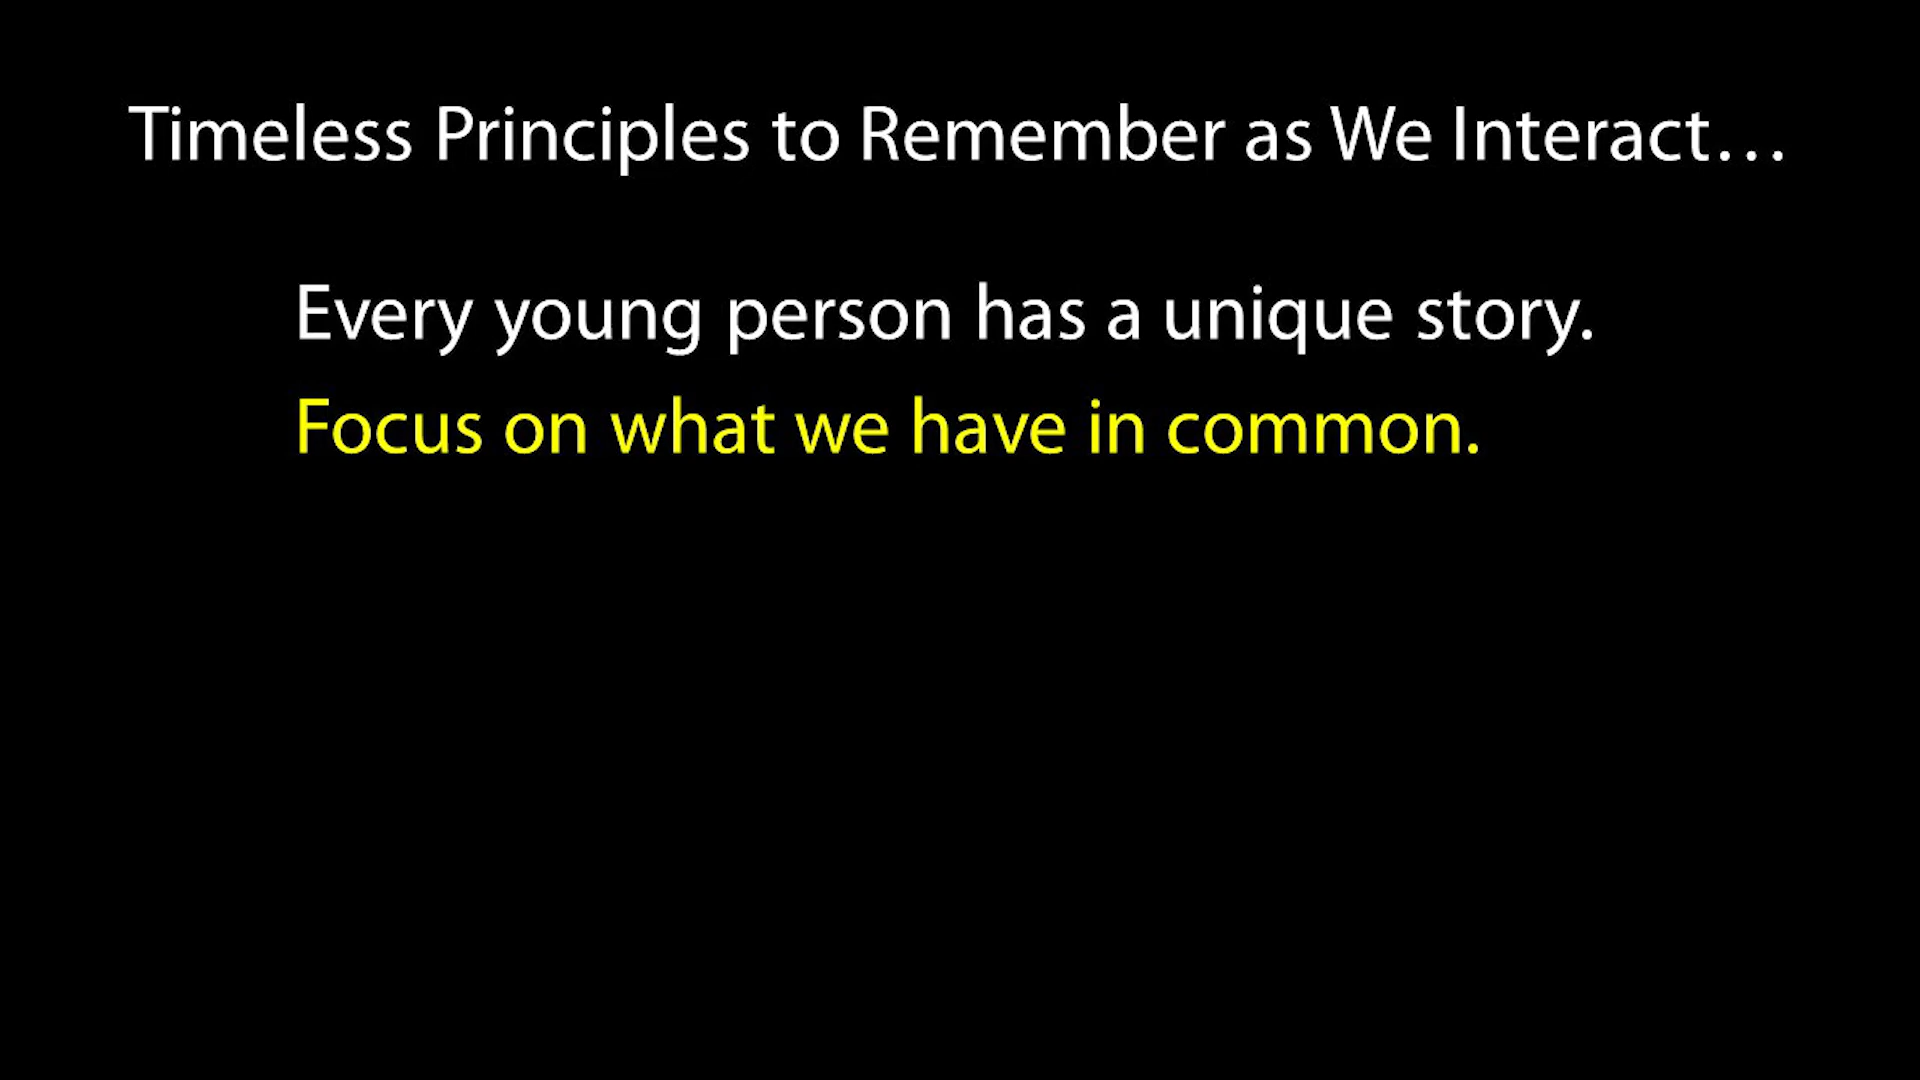 Timeless Principles to Remember as We Interact…
Every young person has a unique story.
Focus on what we have in common.